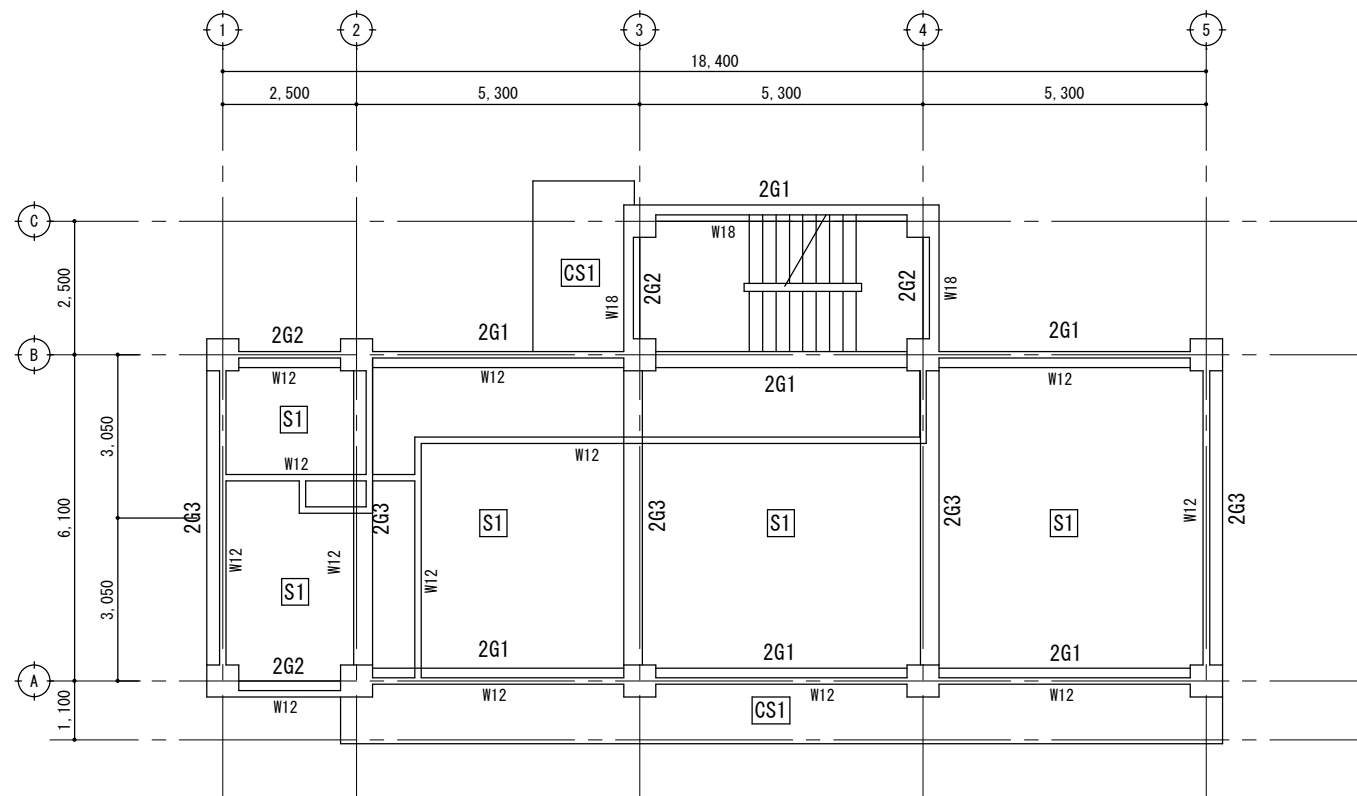 1 2 3 4 5
18,400
2,500 5,300 5,300 5,300
2G1
C
W18
CS1 2G2 2G2
2,500 W18 W18
2G2 2G1 2G1
B
W12 W12 2G1 W12
S1
3,050
W12 W12
6,100 2G3 2G3 S1 2G3 S1 2G3 S1 W12 2G3
W12 W12 W12
3,050 S1
2G2 2G1 2G1 2G1
A
W12 W12 W12 W12
1,100 CS1